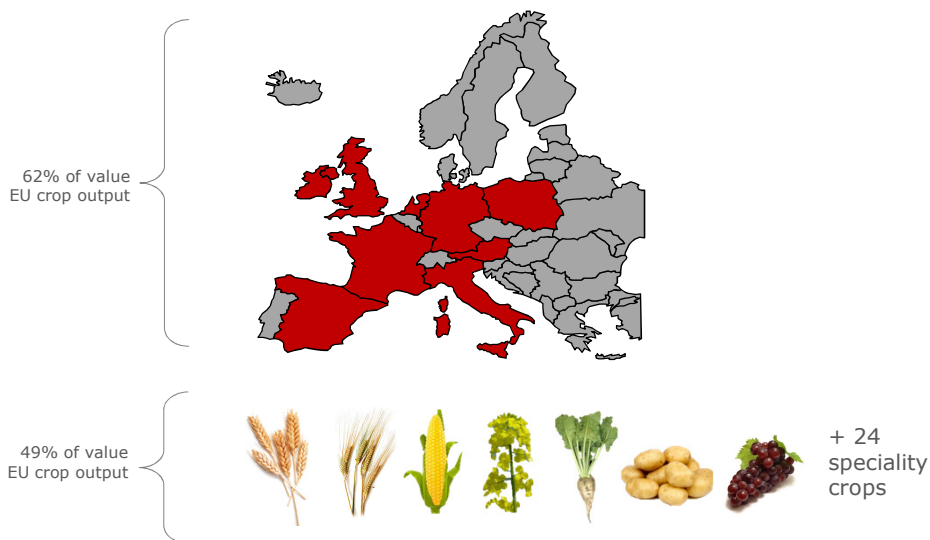 62% of value
EU crop output
49% of value
EU crop output
+ 24
speciality
crops